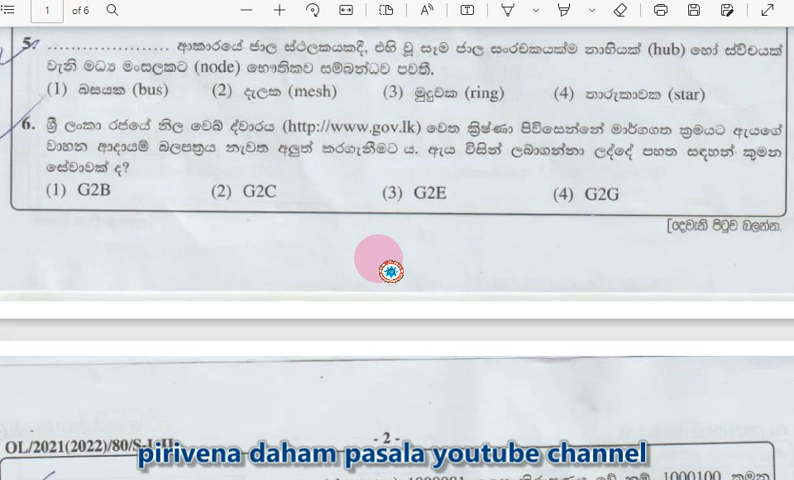 1 of 6
5. .................... ආකාරයේ ජාල ස්ථලකයකදී, එහි වූ සෑම ජාල සංරචකයක්ම නාභියක් (hub) හෝ ස්විචයක්
වැනි මධ්‍ය මංසලකට (node) භෞතිකව සම්බන්ධව පවතී.
(1) බසයක (bus) (2) දැලක (mesh) (3) මුදුවක (ring) (4) තාරුකාවක (star)
6. ශ්‍රී ලංකා රජයේ නිල වෙබ් ද්වාරය (http://www.gov.lk) වෙත ක්‍රිෂ්ණා පිවිසෙන්නේ මාර්ගගත ක්‍රමයට ඇයගේ
වාහන ආදායම් බලපත්‍රය නැවත අලුත් කරගැනීමට ය. ඇය විසින් ලබාගන්නා ලද්දේ පහත සඳහන් කුමන
සේවාවක් ද?
(1) G2B (2) G2C (3) G2E (4) G2G
[දෙවැනි පිටුව බලන්න.
- 2 -
OL/2021(2022)/80/S-I, II
pirivena daham pasala youtube channel
1000100